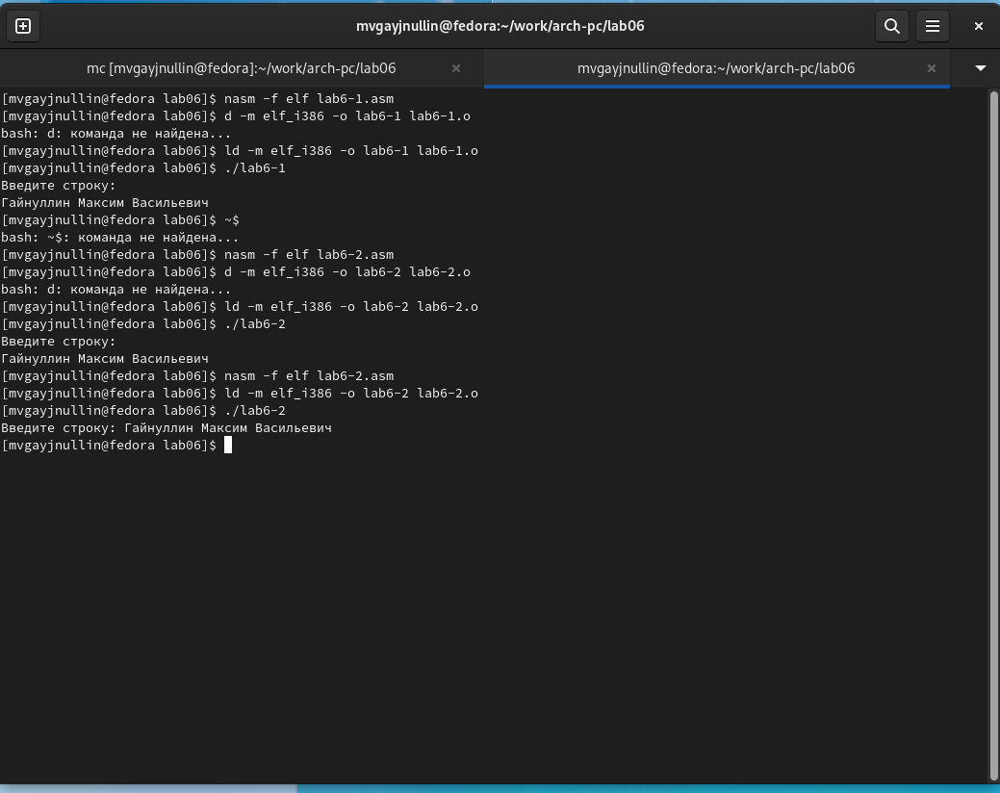 mvgayjnullin@fedora:~/work/arch-pc/lab06
mc [mvgayjnullin@fedora]:~/work/arch-pc/lab06
mvgayjnullin@fedora:~/work/arch-pc/lab06
[mvgayjnullin@fedora lab06]$ nasm -f elf lab6-1.asm
[mvgayjnullin@fedora lab06]$ d -m elf_i386 -o lab6-1 lab6-1.o
bash: d: команда не найдена...
[mvgayjnullin@fedora lab06]$ ld -m elf_i386 -o lab6-1 lab6-1.o
[mvgayjnullin@fedora lab06]$ ./lab6-1
Введите строку:
Гайнуллин Максим Васильевич
[mvgayjnullin@fedora lab06]$ ~$
bash: ~$: команда не найдена...
[mvgayjnullin@fedora lab06]$ nasm -f elf lab6-2.asm
[mvgayjnullin@fedora lab06]$ d -m elf_i386 -o lab6-2 lab6-2.o
bash: d: команда не найдена...
[mvgayjnullin@fedora lab06]$ ld -m elf_i386 -o lab6-2 lab6-2.o
[mvgayjnullin@fedora lab06]$ ./lab6-2
Введите строку:
Гайнуллин Максим Васильевич
[mvgayjnullin@fedora lab06]$ nasm -f elf lab6-2.asm
[mvgayjnullin@fedora lab06]$ ld -m elf_i386 -o lab6-2 lab6-2.o
[mvgayjnullin@fedora lab06]$ ./lab6-2
Введите строку: Гайнуллин Максим Васильевич
[mvgayjnullin@fedora lab06]$